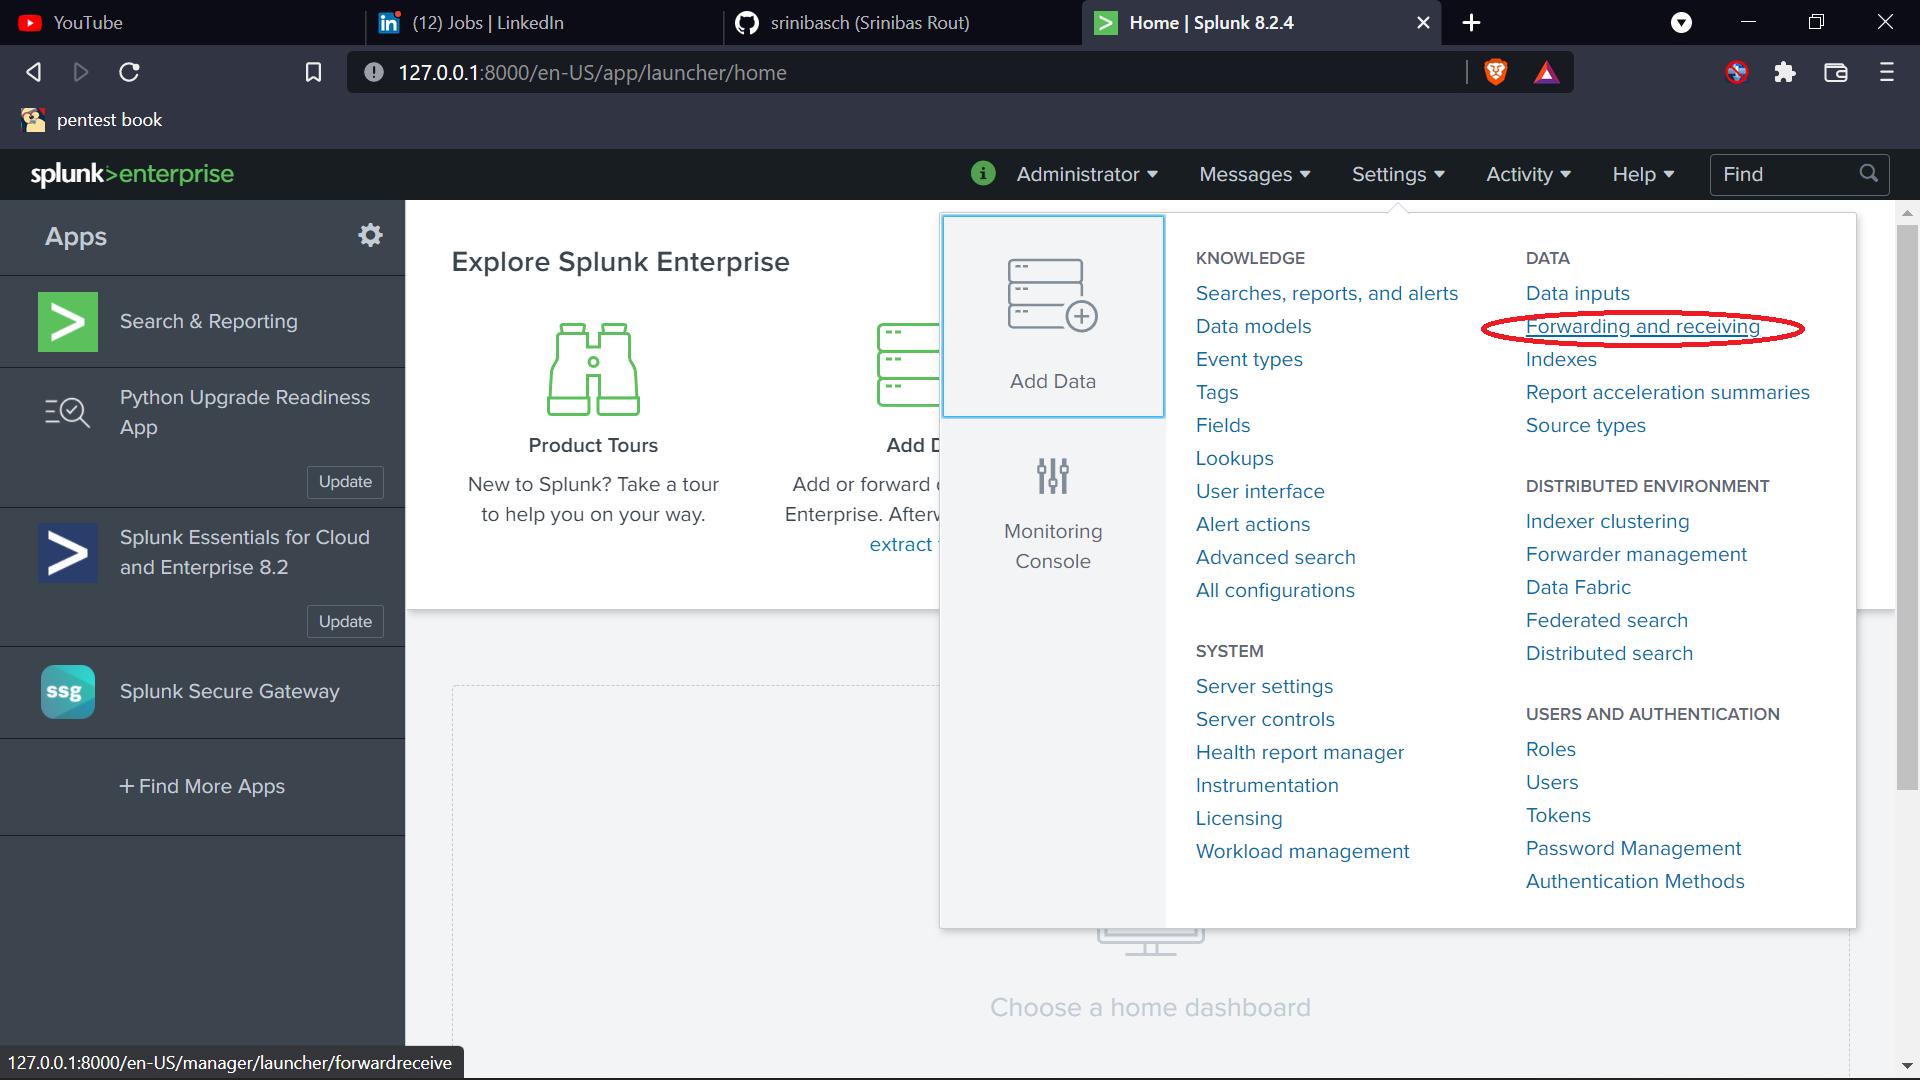 YouTube
(12) Jobs | LinkedIn
srinibasch (Srinibas Rout)
Home | Splunk 8.2.4
127.0.0.1:8000/en-US/app/launcher/home
pentest book
splunk>enterprise
Administrator
Messages
Settings
Activity
Help
Find
Apps
Search & Reporting
Python Upgrade Readiness
App
Update
Splunk Essentials for Cloud
and Enterprise 8.2
Update
ssg
Splunk Secure Gateway
+ Find More Apps
Explore Splunk Enterprise
Product Tours
New to Splunk? Take a tour
to help you on your way.
Add D
Add or forward
Enterprise. Afterw
extract
Add Data
Monitoring
Console
KNOWLEDGE
Searches, reports, and alerts
Data models
Event types
Tags
Fields
Lookups
User interface
Alert actions
Advanced search
All configurations
SYSTEM
Server settings
Server controls
Health report manager
Instrumentation
Licensing
Workload management
DATA
Data inputs
Forwarding and receiving
Indexes
Report acceleration summaries
Source types
DISTRIBUTED ENVIRONMENT
Indexer clustering
Forwarder management
Data Fabric
Federated search
Distributed search
USERS AND AUTHENTICATION
Roles
Users
Tokens
Password Management
Authentication Methods
Choose a home dashboard
127.0.0.1:8000/en-US/manager/launcher/forwardreceive